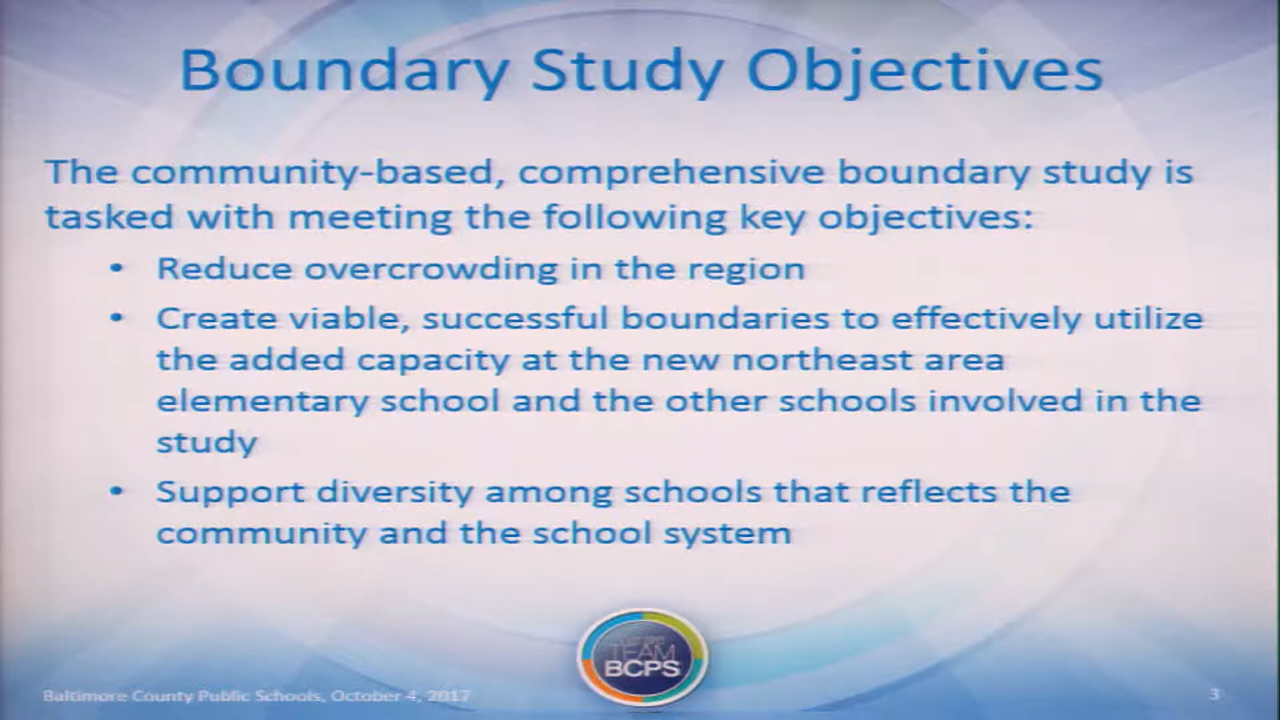 Boundary Study Objectives
The community-based, comprehensive boundary study is
tasked with meeting the following key objectives:
• Reduce overcrowding in the region
• Create viable, successful boundaries to effectively utilize
the added capacity at the new northeast area
elementary school and the other schools involved in the
study
• Support diversity among schools that reflects the
community and the school system
TEAM
BCPS
Baltimore County Public Schools, October 4, 2017
3